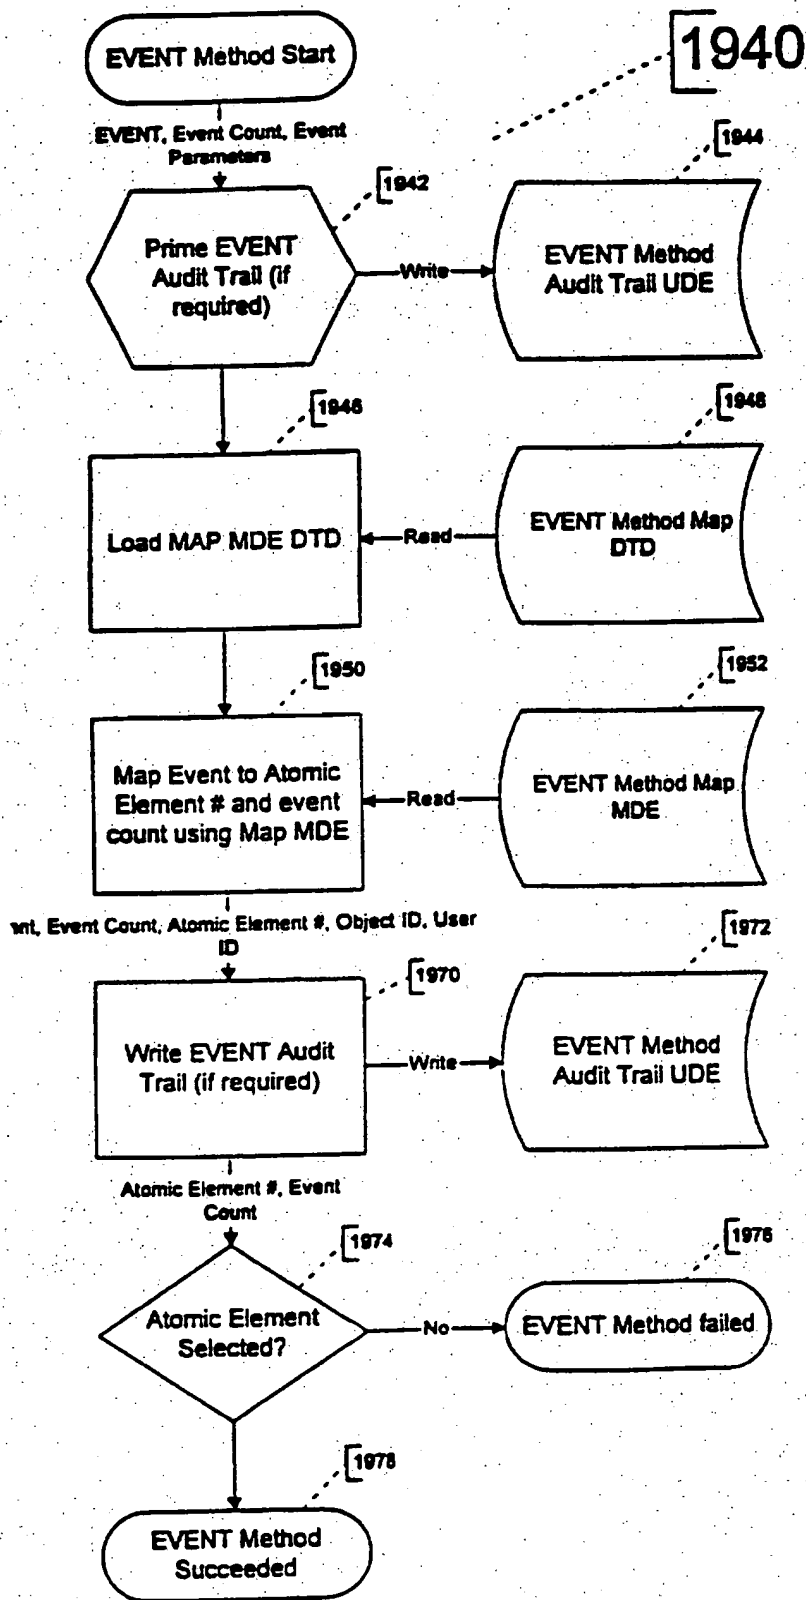 EVENT Method Start
1940
EVENT, Event Count, Event
Parameters
1942
1944
Prime EVENT
Audit Trail (if
required)
Write
EVENT Method
Audit Trail UDE
1946
1948
Load MAP MDE DTD
Read
EVENT Method Map
DTD
1950
1952
Map Event to Atomic
Element # and event
count using Map MDE
Read
EVENT Method Map
MDE
Event Count, Atomic Element #, Object ID, User
ID
1970
1972
Write EVENT Audit
Trail (if required)
Write
EVENT Method
Audit Trail UDE
Atomic Element #, Event
Count
1974
1976
Atomic Element
Selected?
No
EVENT Method failed
1978
EVENT Method
Succeeded